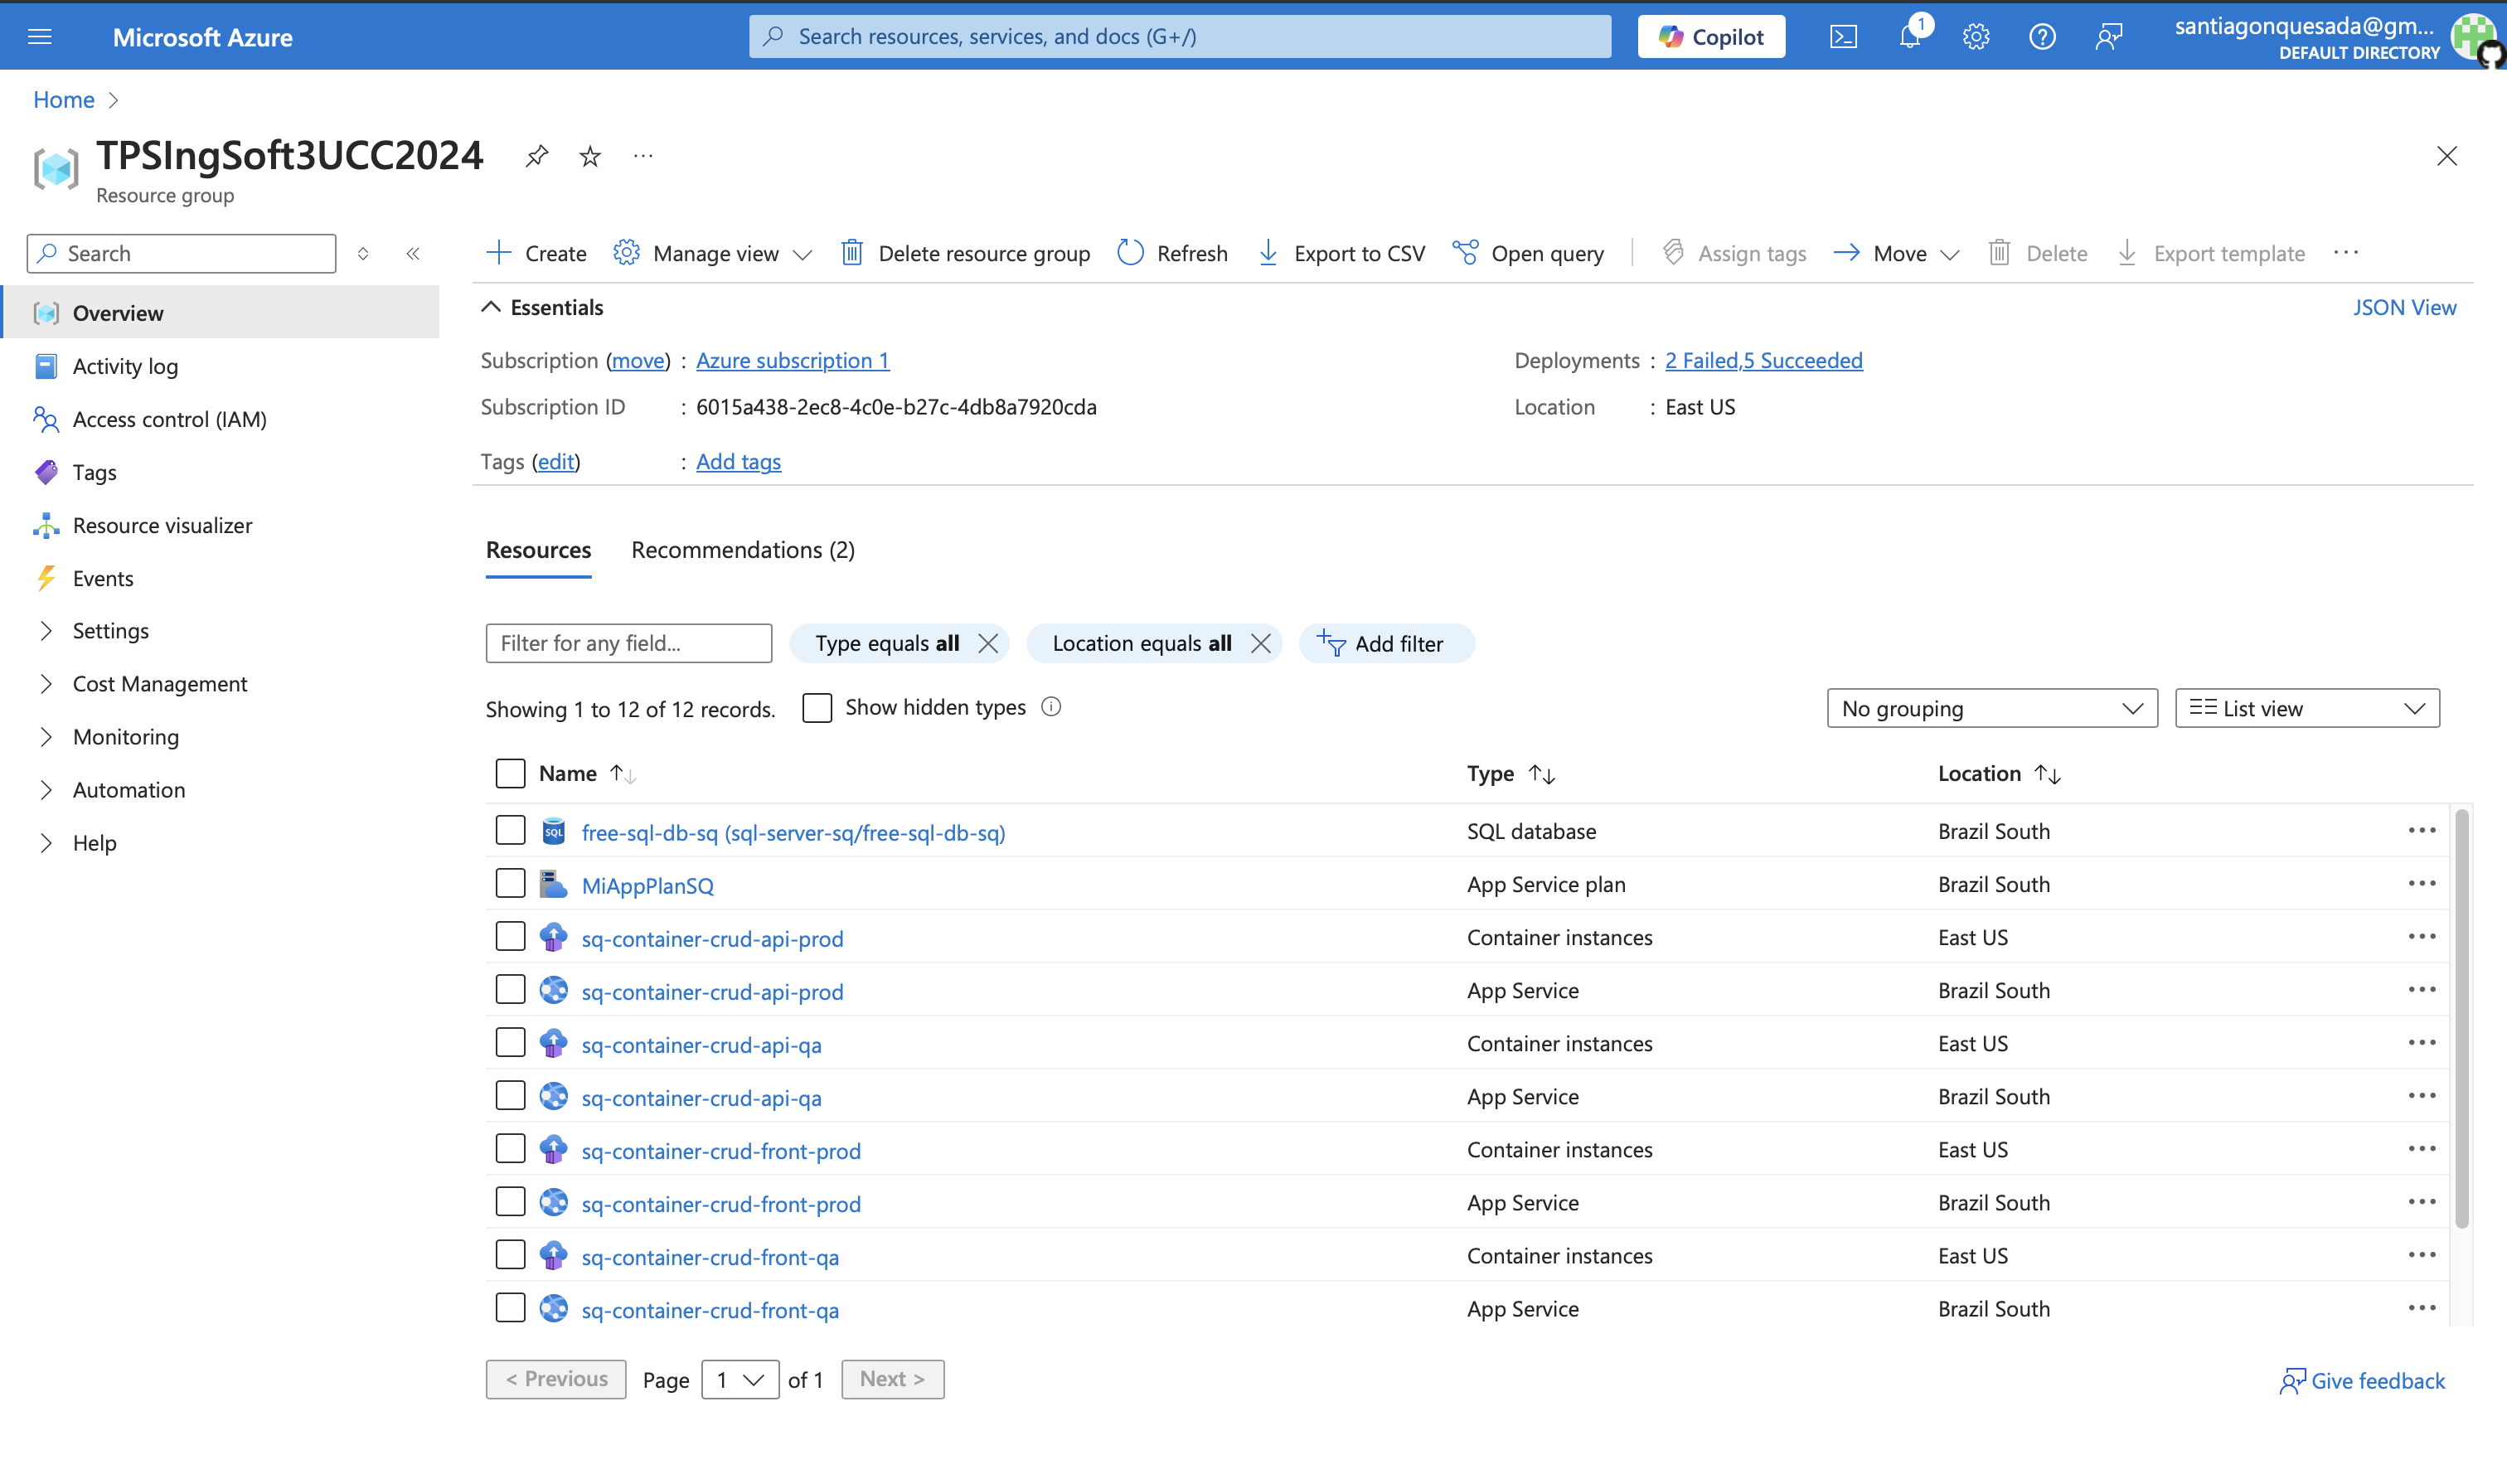 Microsoft Azure
Search resources, services, and docs (G+/)
Copilot
1
santiagonquesada@gm...
DEFAULT DIRECTORY
Home
TPSIngSoft3UCC2024
Resource group
Search
Create
Manage view
Delete resource group
Refresh
Export to CSV
Open query
Assign tags
Move
Delete
Export template
Overview
Activity log
Access control (IAM)
Tags
Resource visualizer
Events
Settings
Cost Management
Monitoring
Automation
Help
Essentials
JSON View
Subscription (move) : Azure subscription 1
Subscription ID : 6015a438-2ec8-4c0e-b27c-4db8a7920cda
Tags (edit) : Add tags
Deployments : 2 Failed,5 Succeeded
Location : East US
Resources
Recommendations (2)
Filter for any field...
Type equals all
Location equals all
Add filter
Showing 1 to 12 of 12 records.
Show hidden types
No grouping
List view
Name Type Location
free-sql-db-sq (sql-server-sq/free-sql-db-sq) SQL database Brazil South
MiAppPlanSQ App Service plan Brazil South
sq-container-crud-api-prod Container instances East US
sq-container-crud-api-prod App Service Brazil South
sq-container-crud-api-qa Container instances East US
sq-container-crud-api-qa App Service Brazil South
sq-container-crud-front-prod Container instances East US
sq-container-crud-front-prod App Service Brazil South
sq-container-crud-front-qa Container instances East US
sq-container-crud-front-qa App Service Brazil South
< Previous Page 1 of 1 Next >
Give feedback